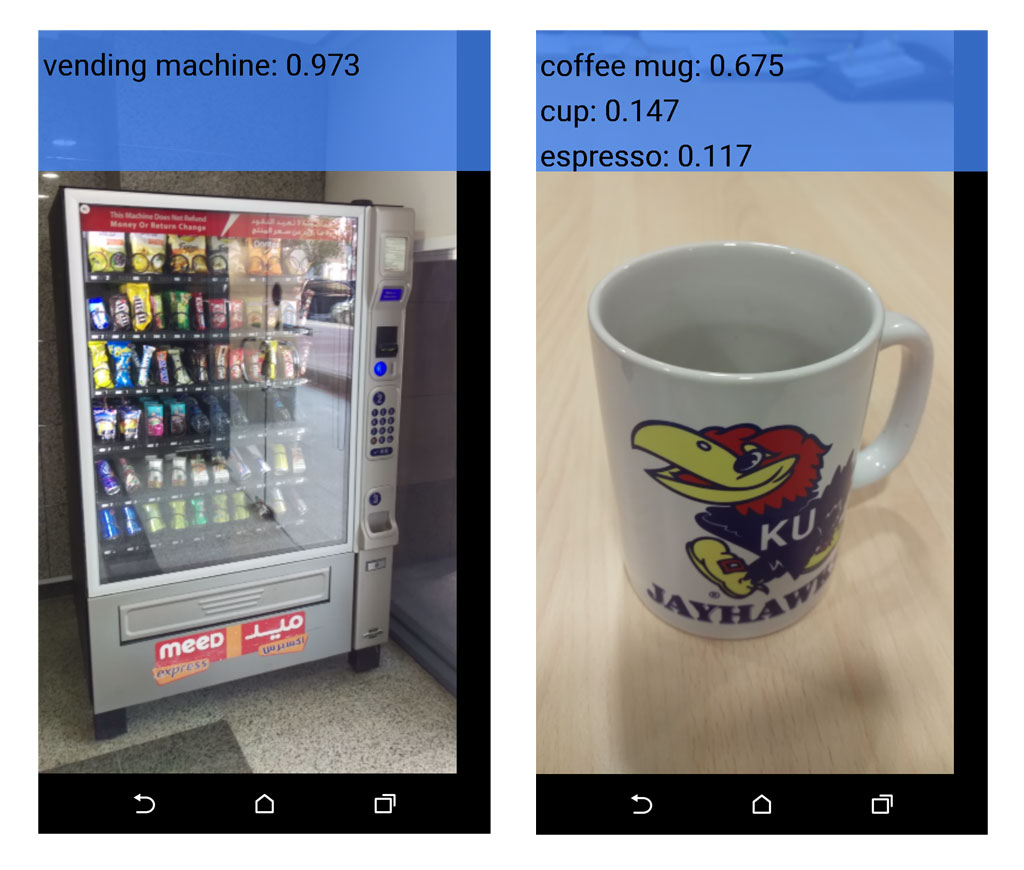 vending machine: 0.973
This Machine Does Not Refund
Money Or Return Change
meeD
express
ميد
اكسبرس
coffee mug: 0.675
cup: 0.147
espresso: 0.117
KU
®
JAYHAWK